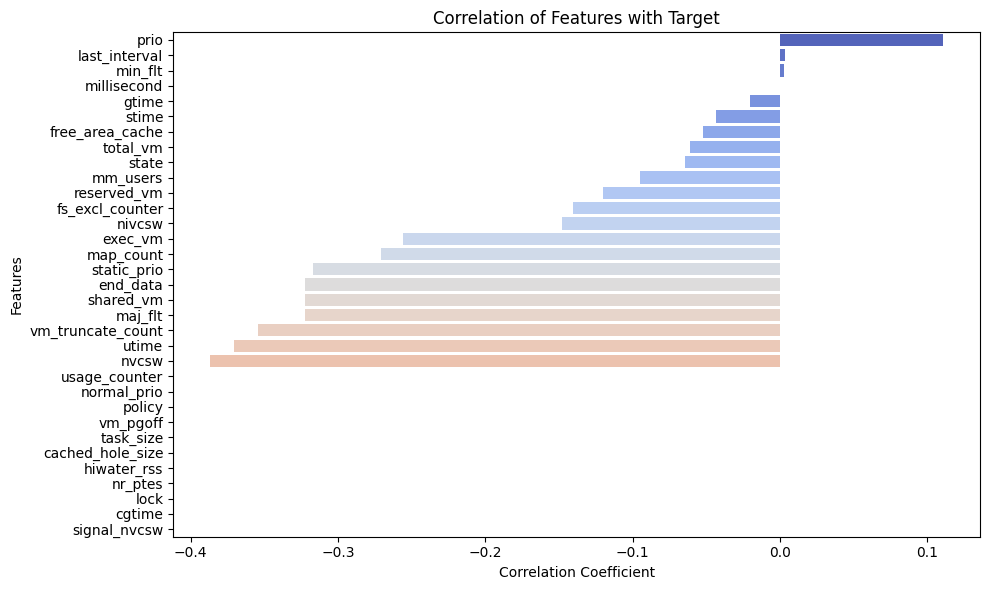 Correlation of Features with Target
Features
prio
last_interval
min_flt
millisecond
gtime
stime
free_area_cache
total_vm
state
mm_users
reserved_vm
fs_excl_counter
nivcsw
exec_vm
map_count
static_prio
end_data
shared_vm
maj_flt
vm_truncate_count
utime
nvcsw
usage_counter
normal_prio
policy
vm_pgoff
task_size
cached_hole_size
hiwater_rss
nr_ptes
lock
cgtime
signal_nvcsw
−0.4 −0.3 −0.2 −0.1 0.0 0.1
Correlation Coefficient